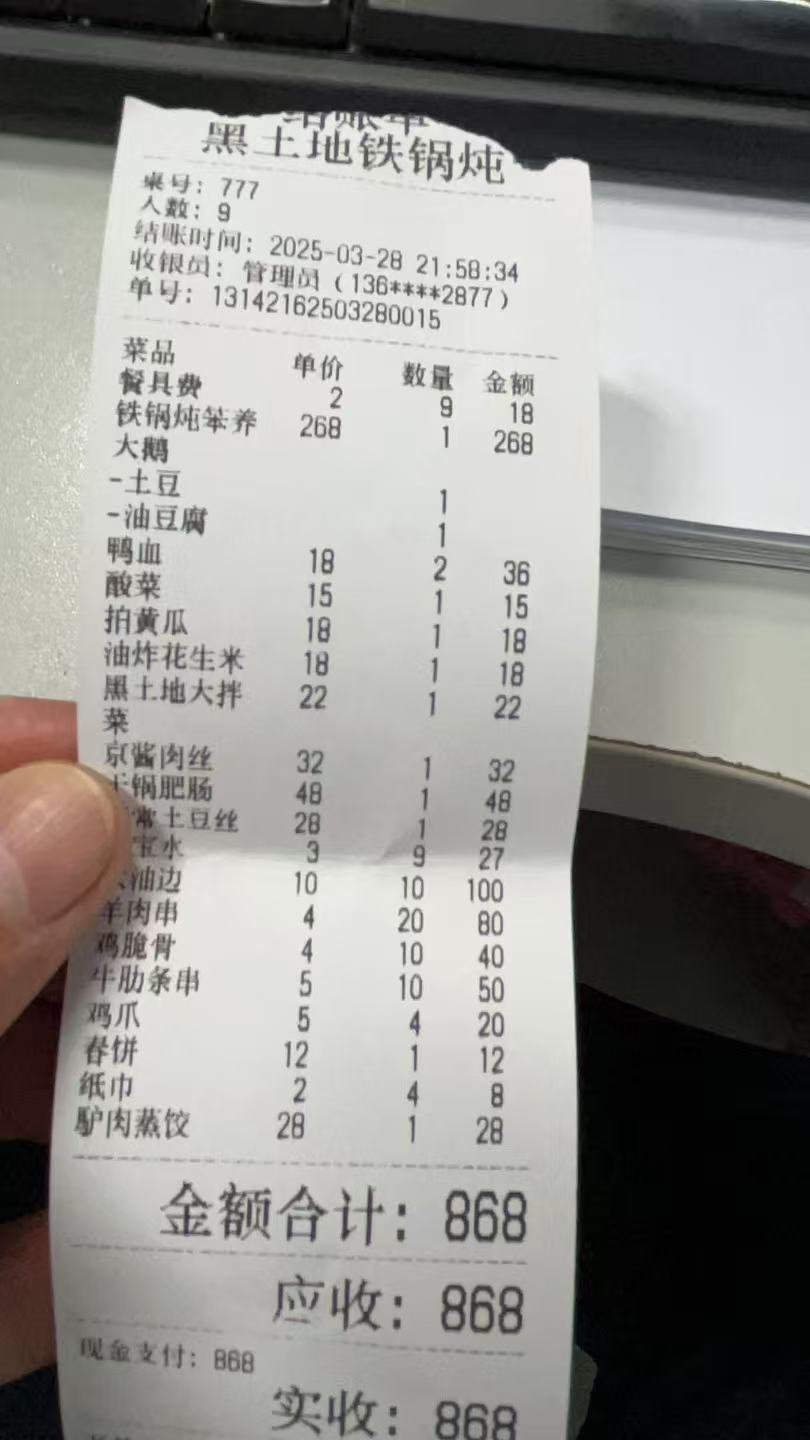 结账单
黑土地铁锅炖
桌号: 777
人数: 9
结账时间: 2025-03-28 21:58:34
收银员: 管理员 (136****2877)
单号: 13142162503280015
菜品 单价 数量 金额
餐具费 2 9 18
铁锅炖笨养 268 1 268
大鹅
-土豆 1
-油豆腐 1
鸭血 18 2 36
酸菜 15 1 15
拍黄瓜 18 1 18
油炸花生米 18 1 18
黑土地大拌 22 1 22
菜
京酱肉丝 32 1 32
干锅肥肠 48 1 48
常土豆丝 28 1 28
宝水 3 9 27
油边 10 10 100
羊肉串 4 20 80
鸡脆骨 4 10 40
牛肋条串 5 10 50
鸡爪 5 4 20
春饼 12 1 12
纸巾 2 4 8
驴肉蒸饺 28 1 28
金额合计: 868
应收: 868
现金支付: 868
实收: 868